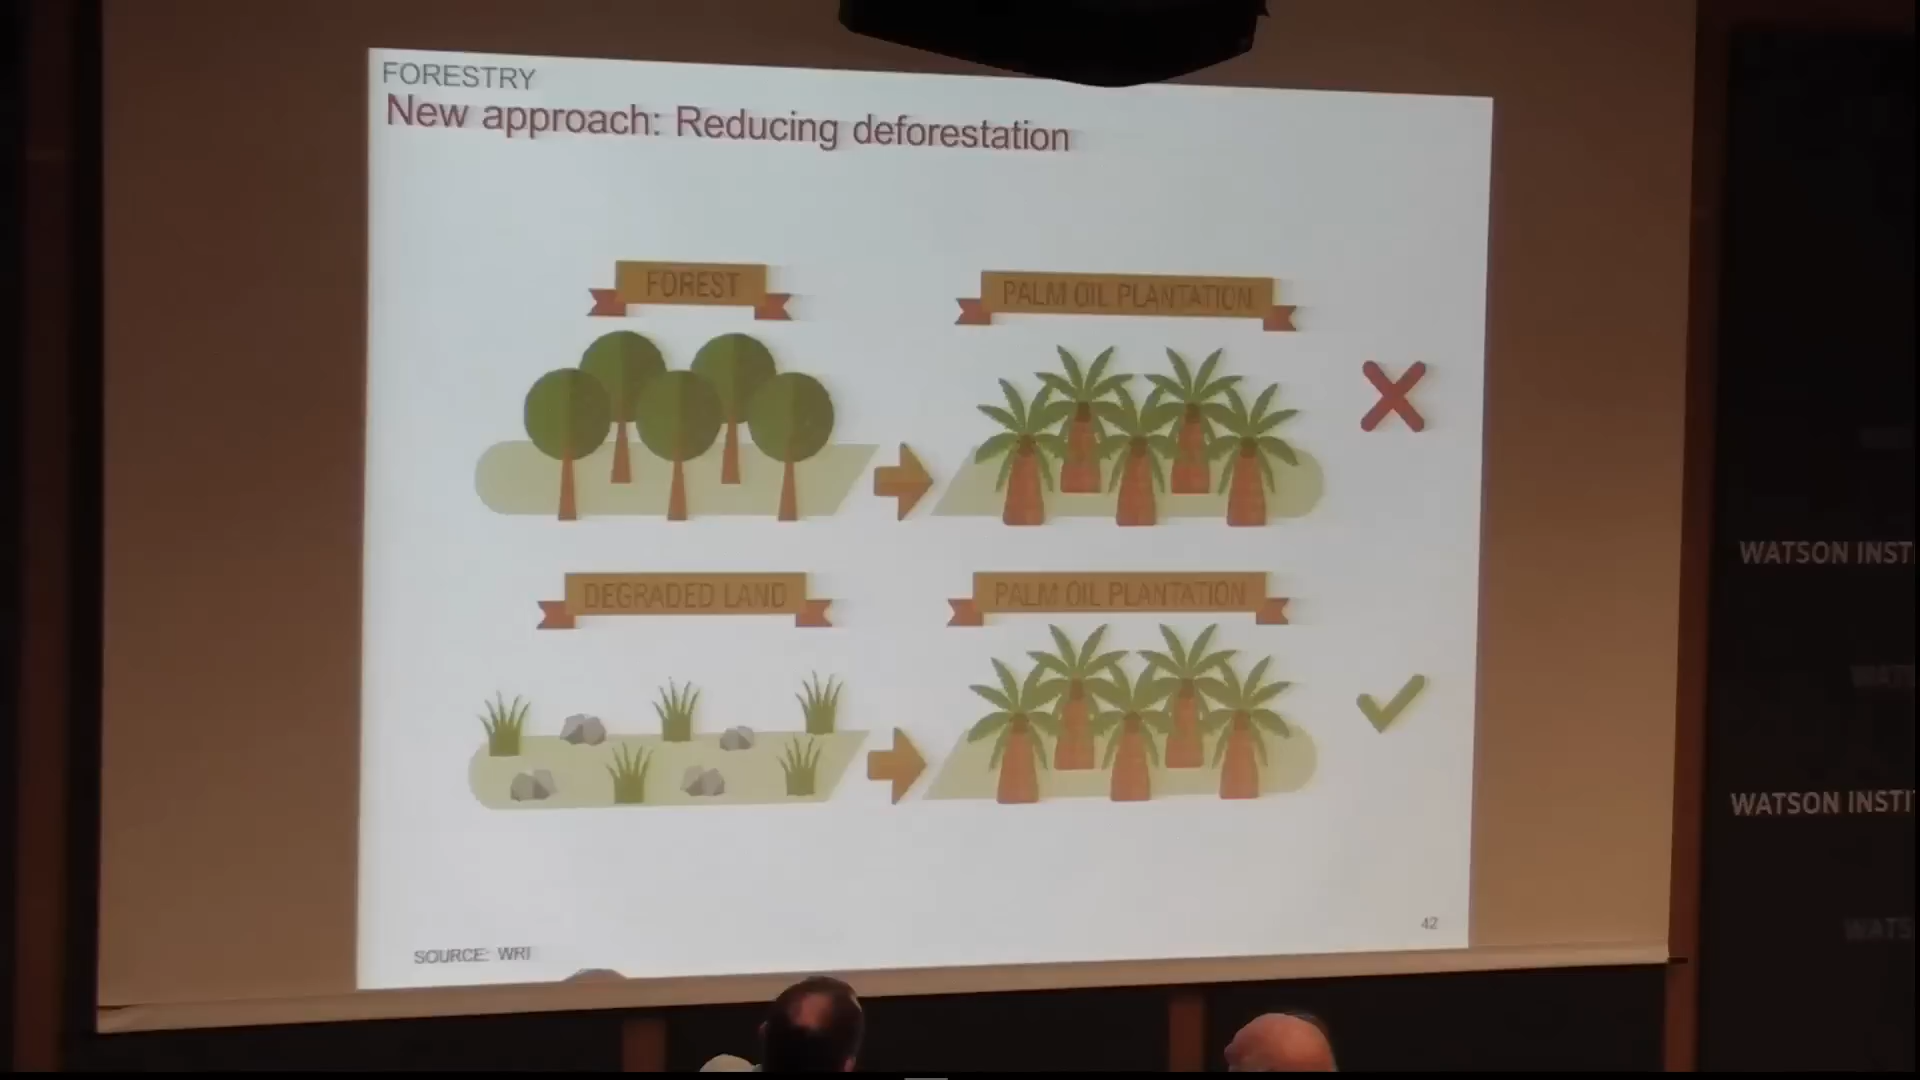 FORESTRY
New approach: Reducing deforestation
FOREST
PALM OIL PLANTATION
DEGRADED LAND
PALM OIL PLANTATION
42
SOURCE: WRI
WATSON INST
WATSON INSTI
WATS